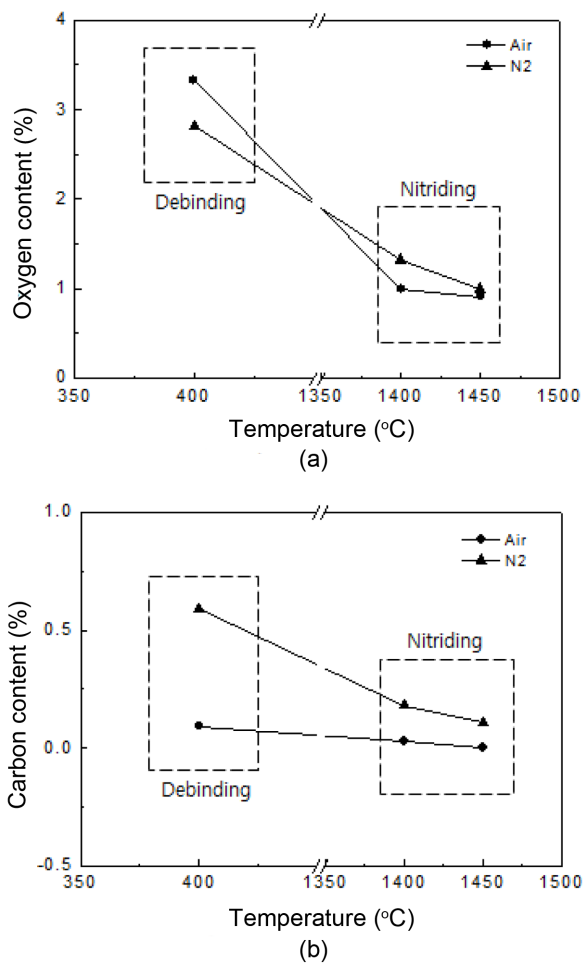 4
Air
N2
3
Debinding
Nitriding
2
1
0
350
400
1350
1400
1450
1500
Oxygen content (%)
Temperature (°C)
(a)
1.0
Air
N2
0.5
Nitriding
0.0
Debinding
-0.5
350
400
1350
1400
1450
1500
Carbon content (%)
Temperature (°C)
(b)